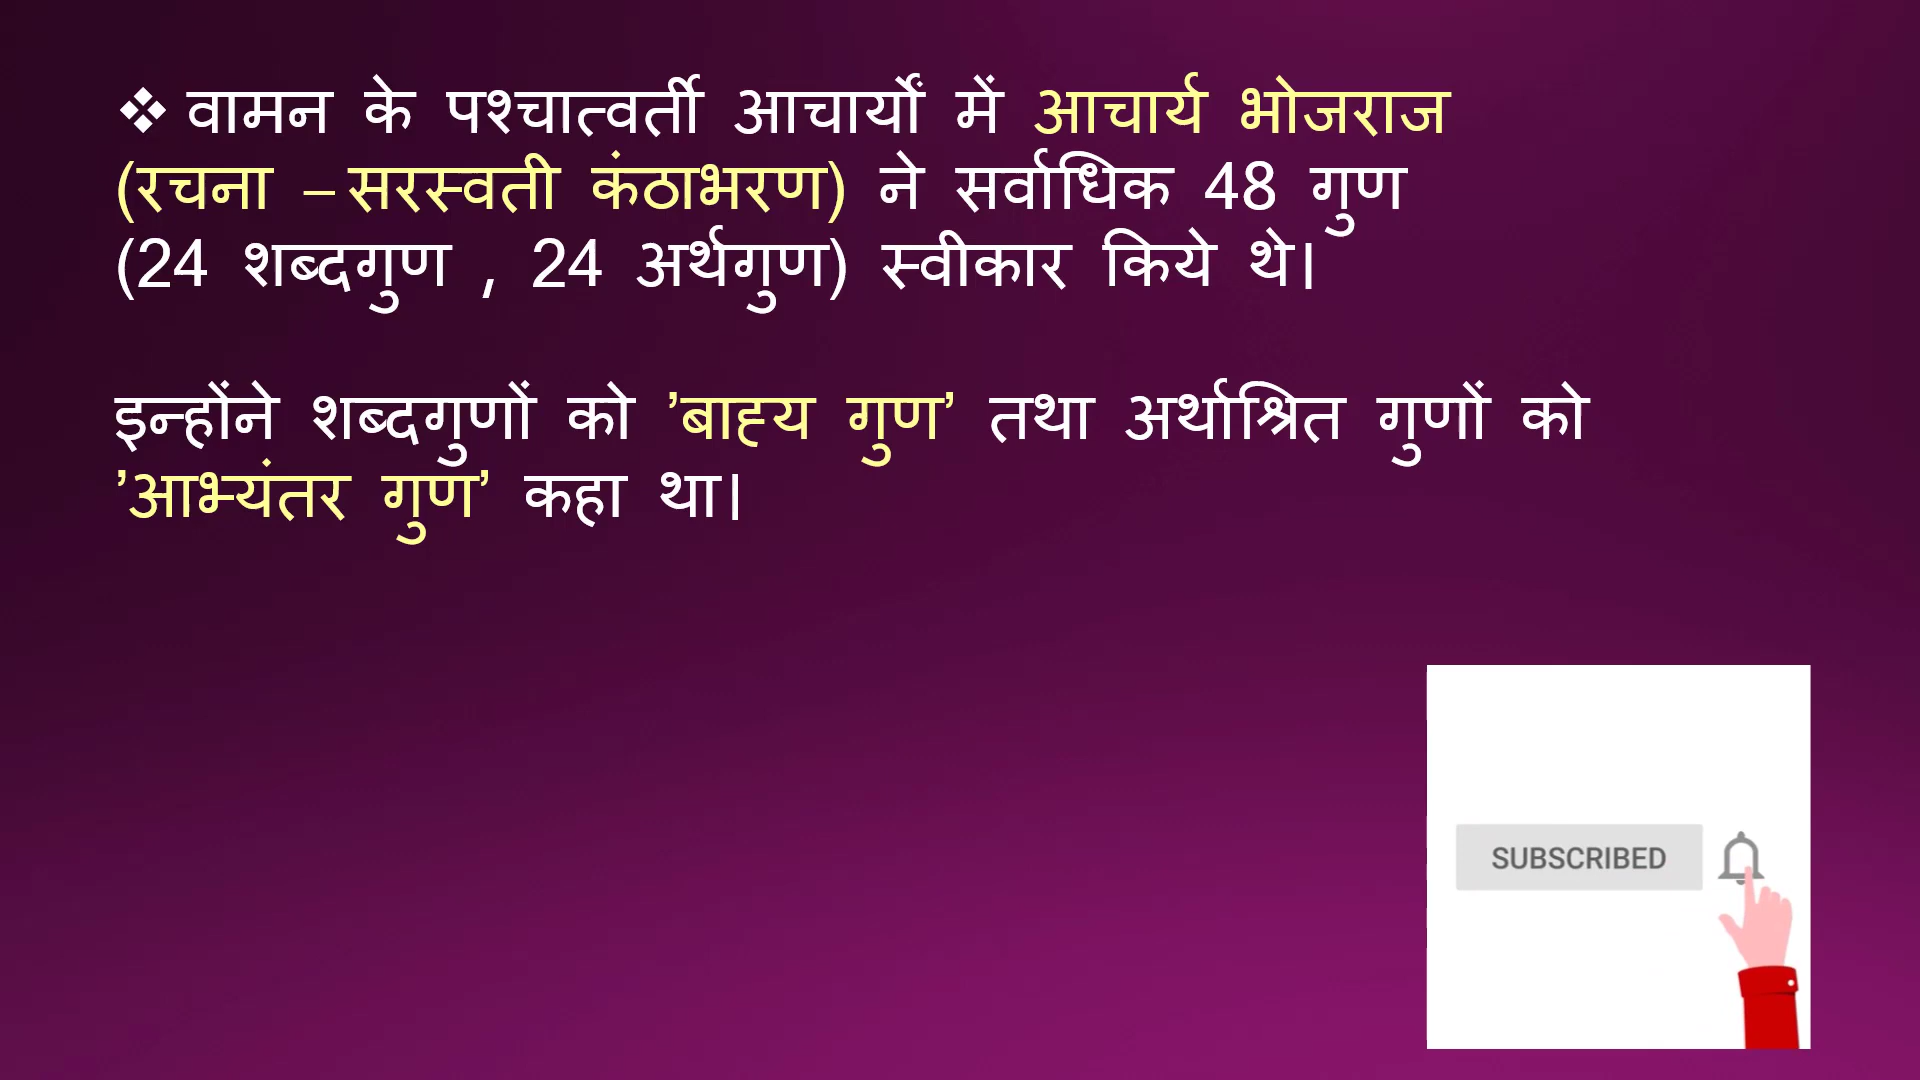 ❖ वामन के पश्चात्वर्ती आचार्यों में आचार्य भोजराज
(रचना – सरस्वती कंठाभरण) ने सर्वाधिक 48 गुण
(24 शब्दगुण , 24 अर्थगुण) स्वीकार किये थे।
इन्होंने शब्दगुणों को ’बाह्य गुण’ तथा अर्थाश्रित गुणों को
’आभ्यंतर गुण’ कहा था।
SUBSCRIBED